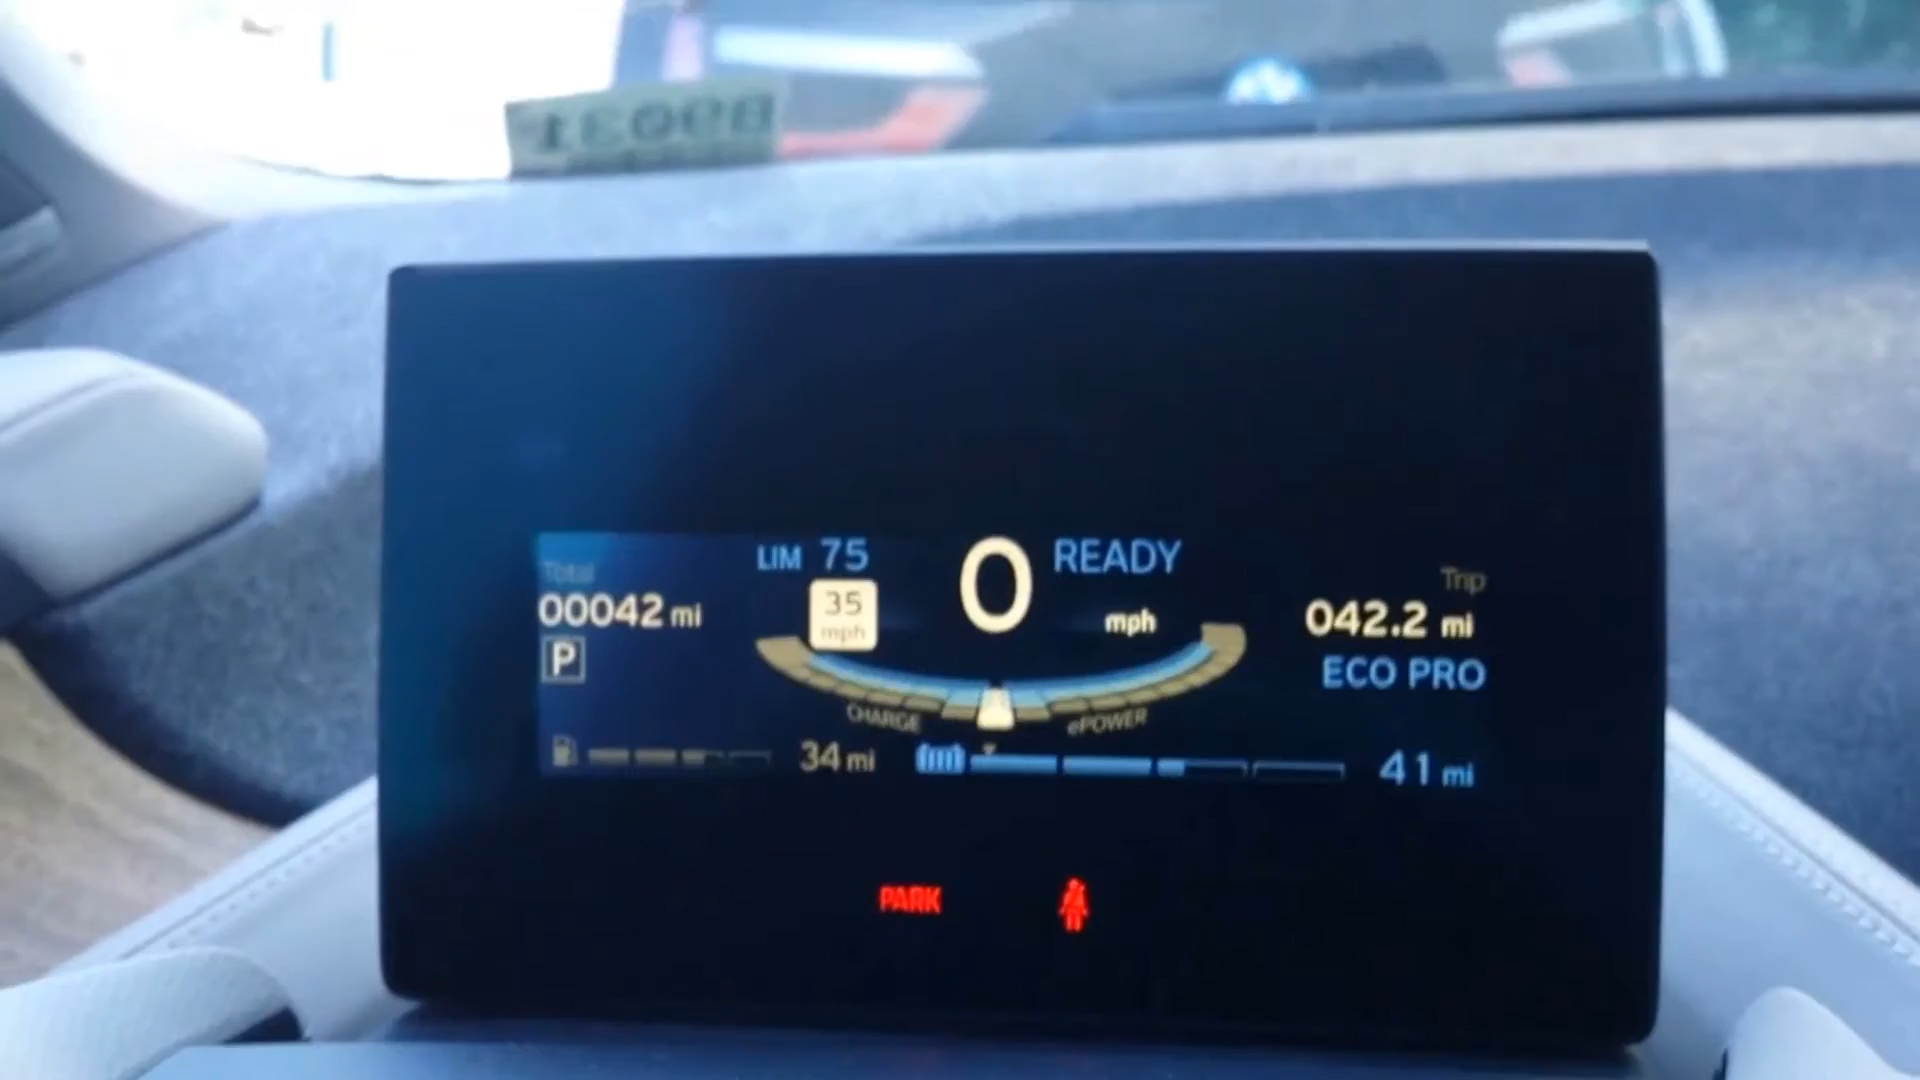 LIM 75
0
READY
Total
00042 mi
35
mph
mph
Trip
042.2 mi
P
ECO PRO
CHARGE
ePOWER
34 mi
41 mi
PARK